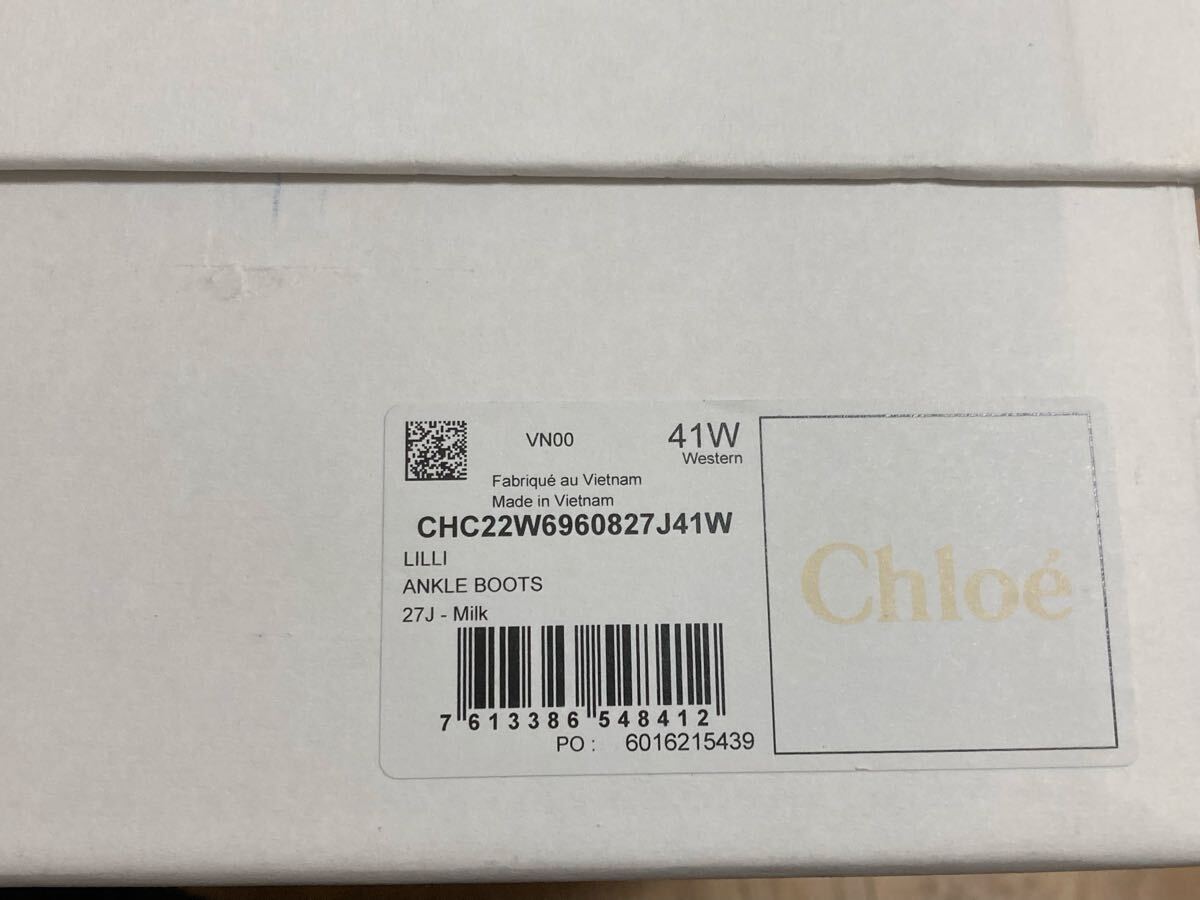 VN00
41W
Western
Fabriqué au Vietnam
Made in Vietnam
CHC22W6960827J41W
LILLI
ANKLE BOOTS
27J - Milk
7 613386 548412
PO : 6016215439
Chloé